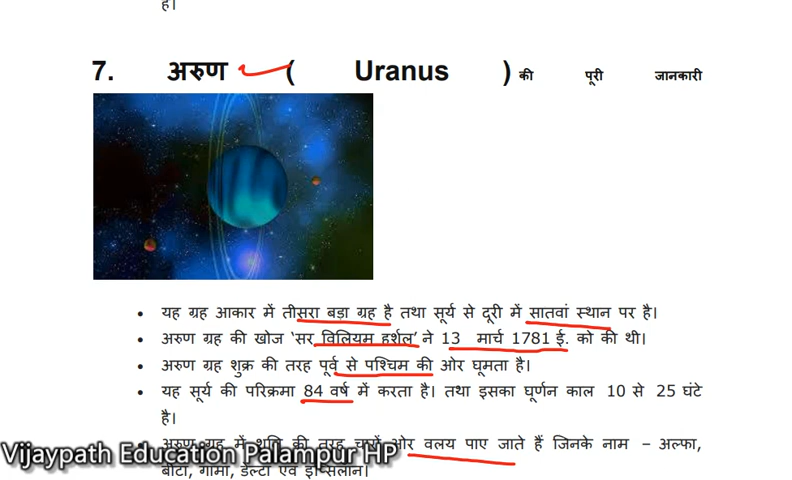 है।
7. अरुण ( Uranus ) की पूरी जानकारी
यह ग्रह आकार में तीसरा बड़ा ग्रह है तथा सूर्य से दूरी में सातवां स्थान पर है।
अरुण ग्रह की खोज ‘सर विलियम हर्शल’ ने 13 मार्च 1781 ई. को की थी।
अरुण ग्रह शुक्र की तरह पूर्व से पश्चिम की ओर घूमता है।
यह सूर्य की परिक्रमा 84 वर्ष में करता है। तथा इसका घूर्णन काल 10 से 25 घंटे
है।
अरुण ग्रह में शनि की तरह चारों ओर वलय पाए जाते हैं जिनके नाम – अल्फा,
Vijaypath Education Palampur HP
बीटा, गामा, डेल्टा एवं इप्सिलॉन।